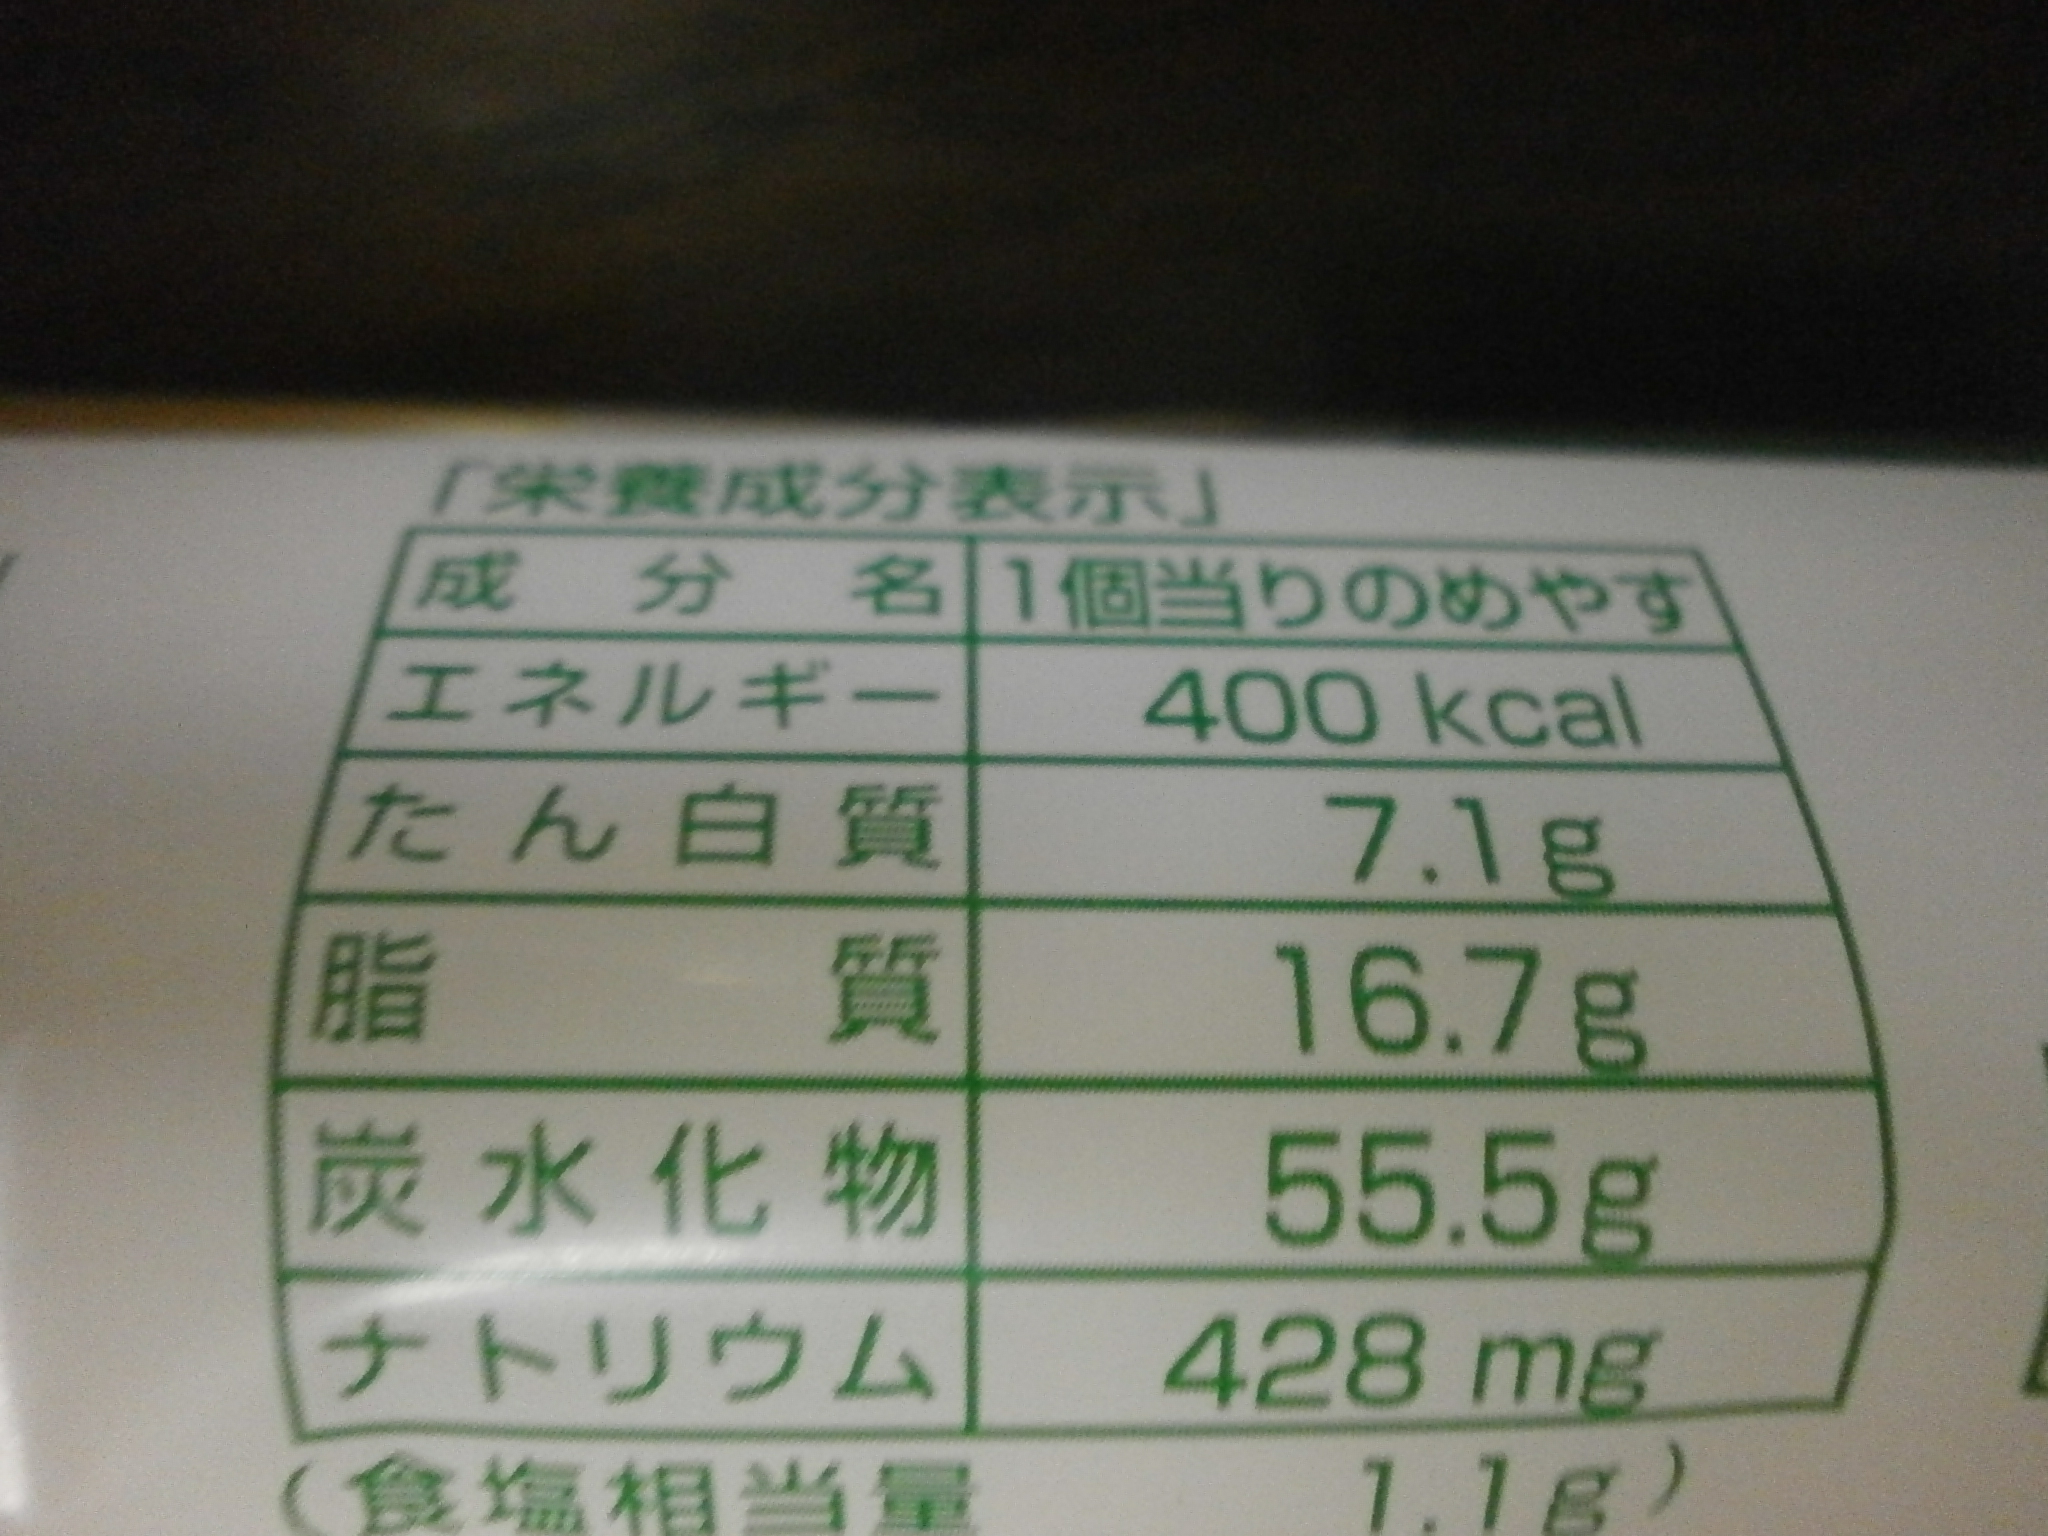 「栄養成分表示」
成分名 1個当りのめやす
エネルギー 400 kcal
たん白質 7.1g
脂質 16.7g
炭水化物 55.5g
ナトリウム 428 mg
(食塩相当量 1.1g)